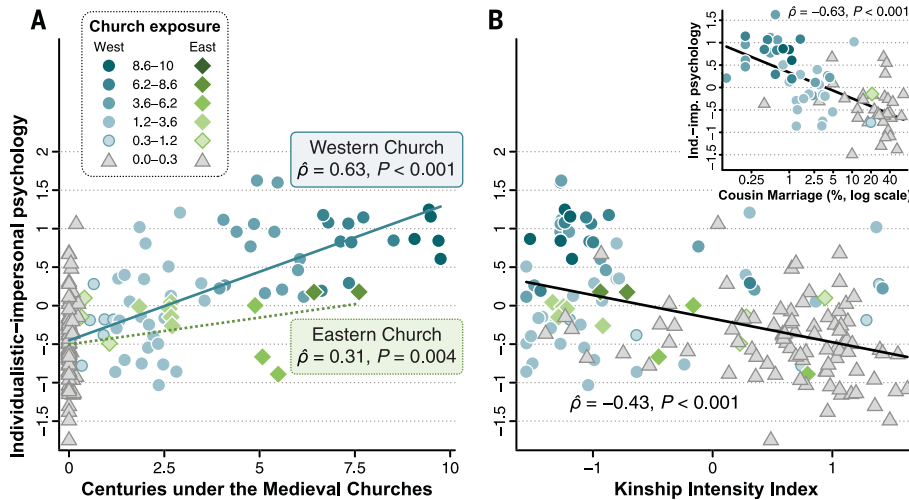 A
Church exposure
West East
8.6–10
6.2–8.6
3.6–6.2
1.2–3.6
0.3–1.2
0.0–0.3
Individualistic-impersonal psychology
2
1.5
1
.5
0
-.5
-1
-1.5
Western Church
ρ̂ = 0.63, P < 0.001
Eastern Church
ρ̂ = 0.31, P = 0.004
0 2.5 5 7.5 10
Centuries under the Medieval Churches
B
2
1.5
1
.5
0
-.5
-1
-1.5
ρ̂ = −0.43, P < 0.001
−1 0 1
Kinship Intensity Index
ρ̂ = −0.63, P < 0.001
Ind.-imp. psychology
1.5
1
.5
0
-.5
-1
-1.5
0.25 1 2.5 5 10 20 40
Cousin Marriage (%, log scale)